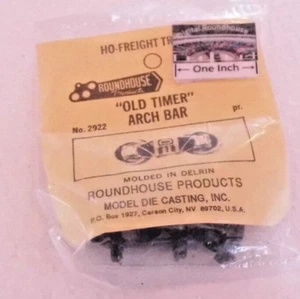 HO-FREIGHT TR
ROUNDHOUSE
Products
One Inch
"OLD TIMER"
ARCH BAR
No. 2922
pr.
MOLDED IN DELRIN
ROUNDHOUSE PRODUCTS
MODEL DIE CASTING, INC.
P.O. Box 1927, Carson City, NV. 89702, U.S.A.